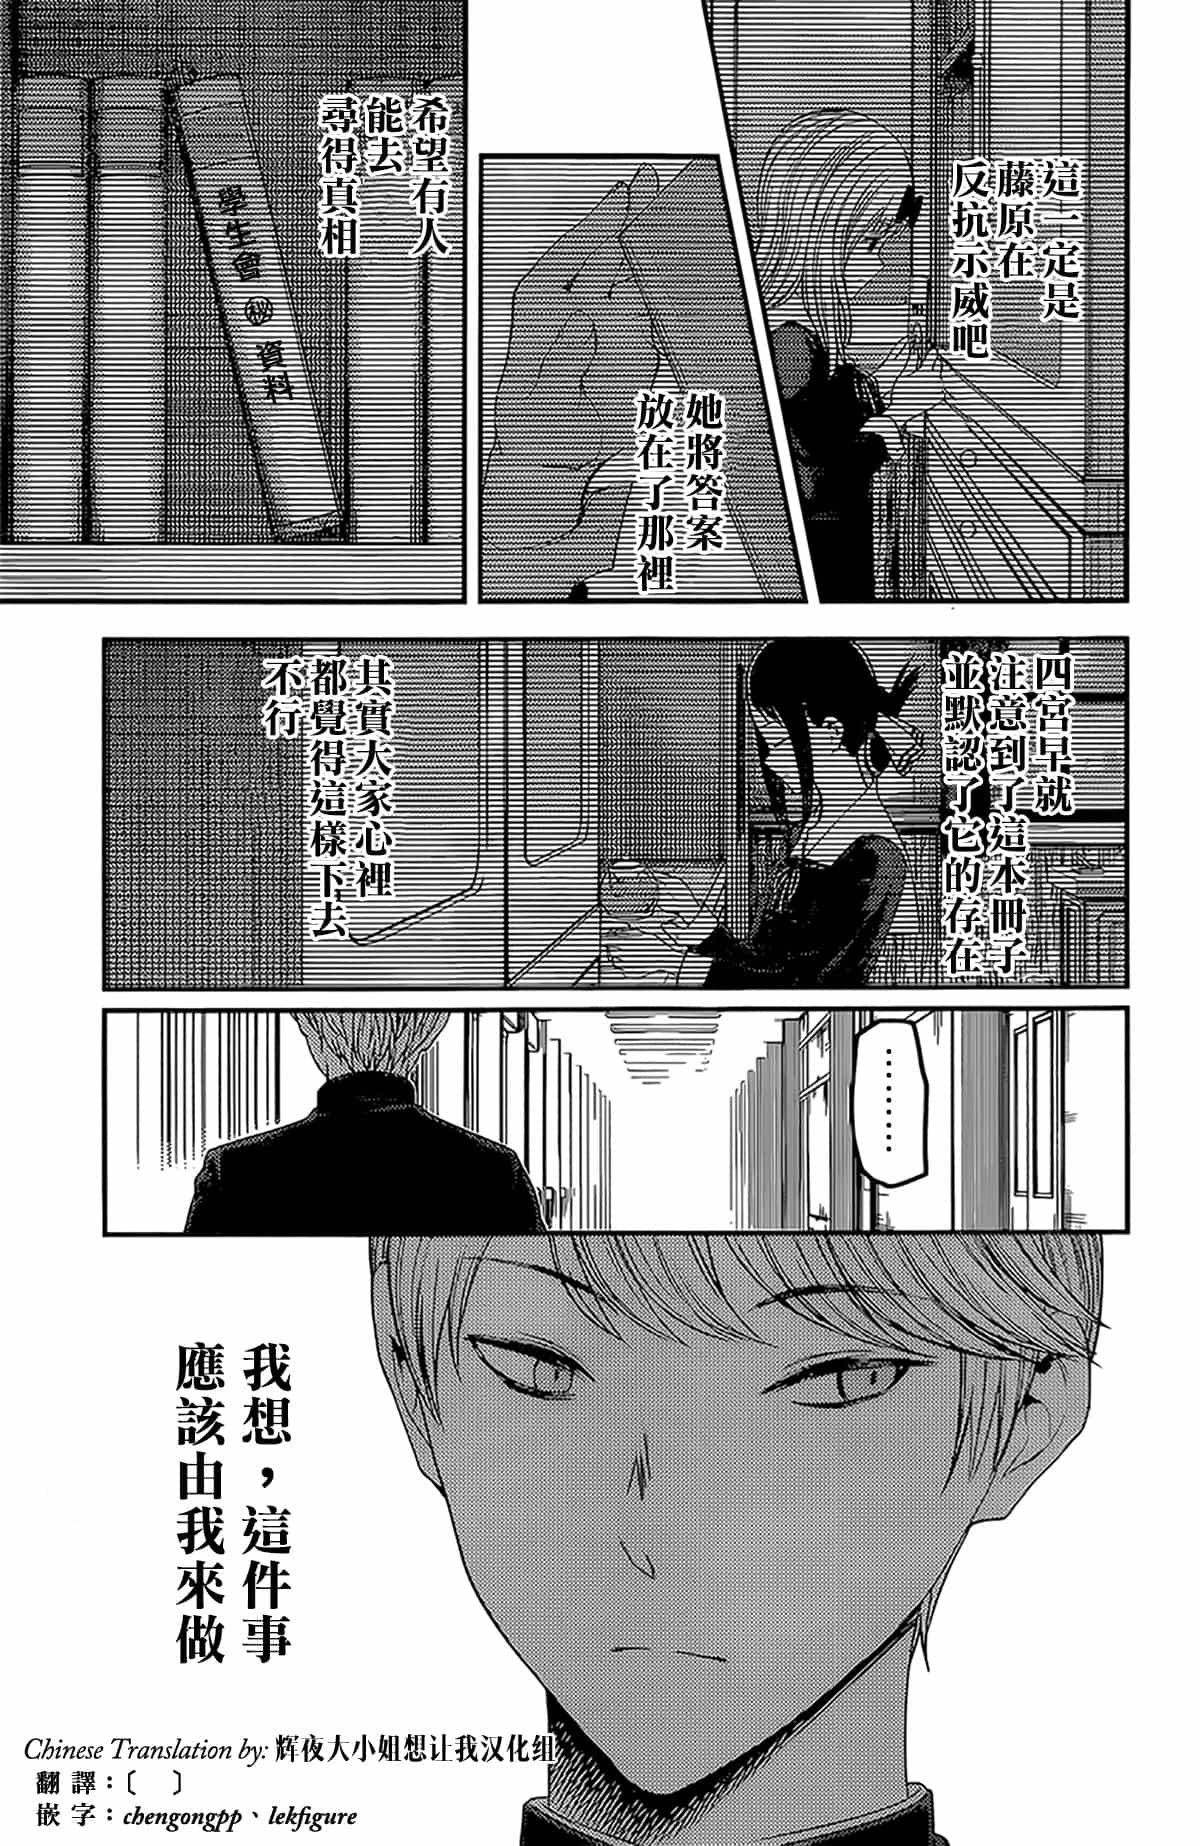 這一定是
藤原在
反抗示威吧
她將答案
放在了那裡
希望有人
能去
尋得真相
學生會㊙資料
四宮早就
注意到了這本冊子
並默認了它的存在
其實大家心裡
都覺得這樣下去
不行
………
我想，這件事
應該由我來做
Chinese Translation by: 辉夜大小姐想让我汉化组
翻譯：〔　〕
嵌字：chengongpp、lekfigure